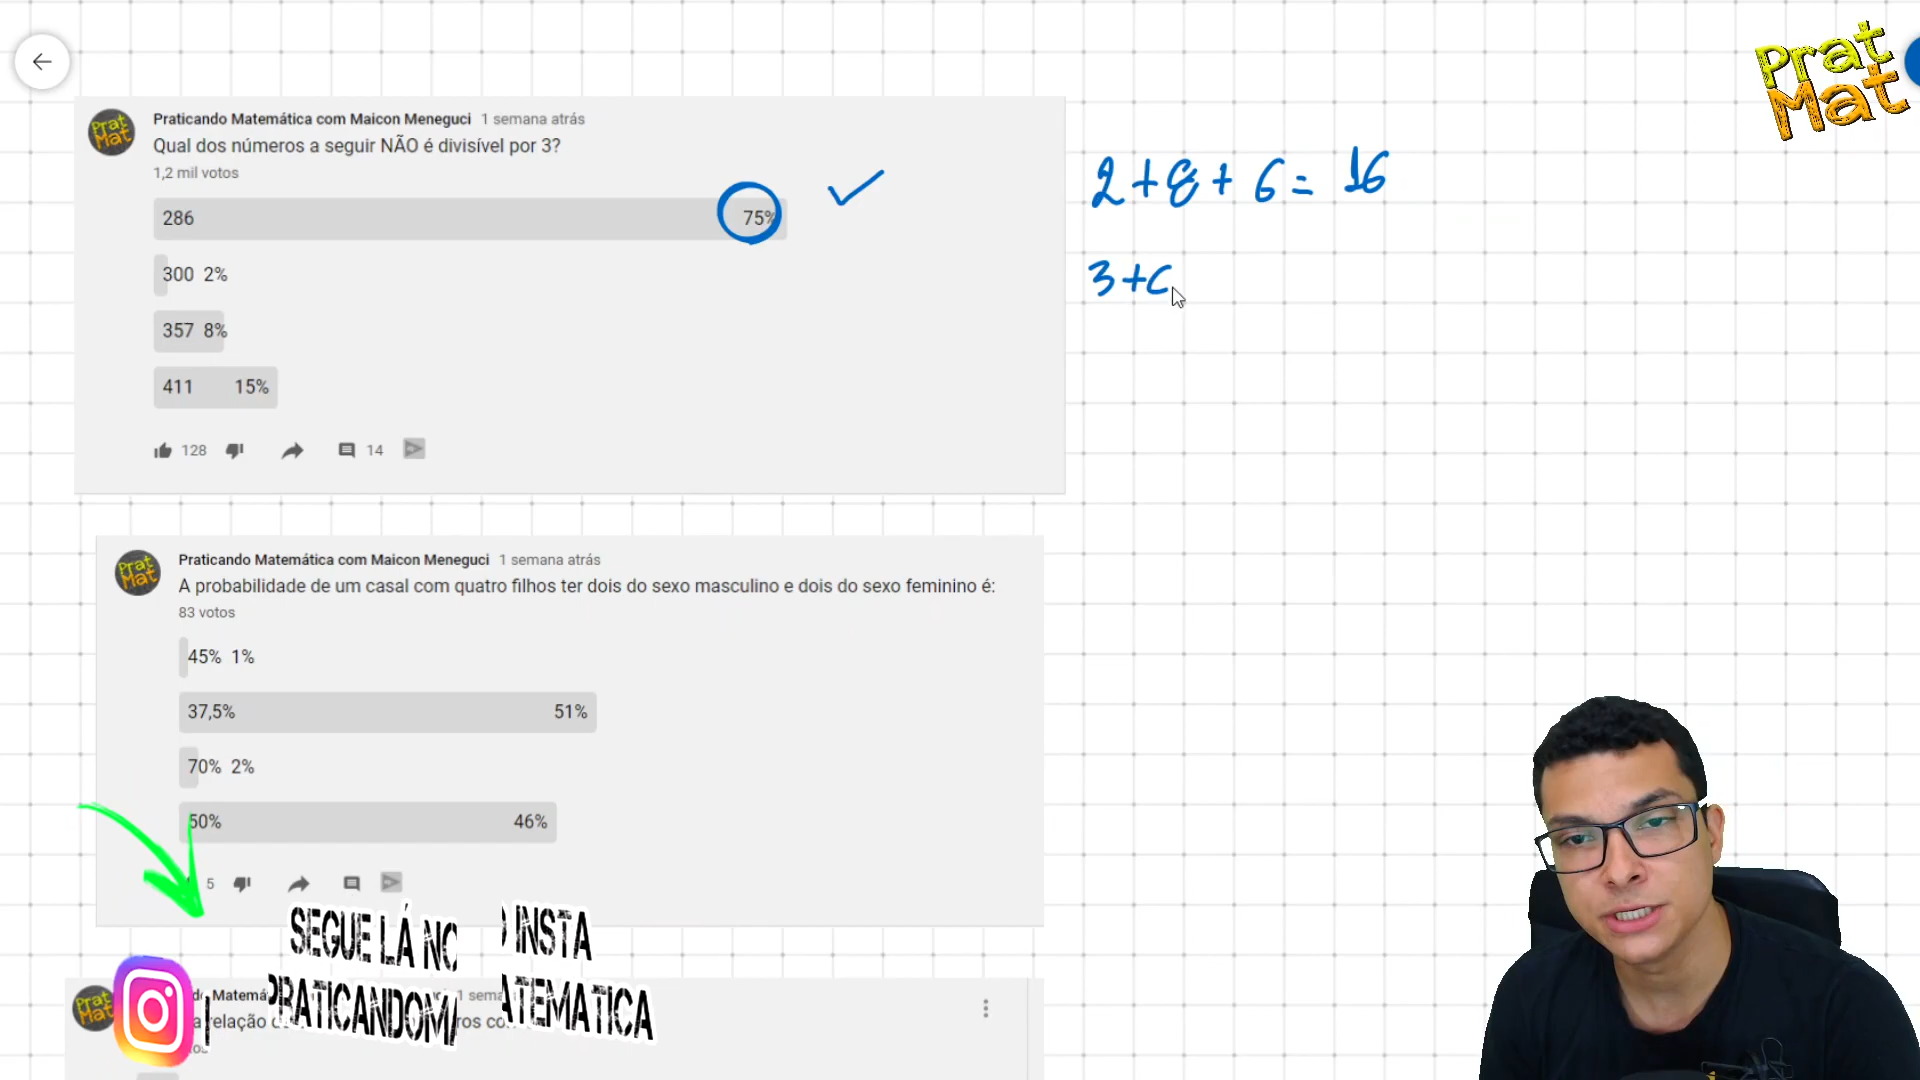 Prat
Mat
Praticando Matemática com Maicon Meneguci 1 semana atrás
Qual dos números a seguir NÃO é divisível por 3?
1,2 mil votos
286 75%
300 2%
357 8%
411 15%
128 14
2+8+6=16
3+
Prat
Mat
Praticando Matemática com Maicon Meneguci 1 semana atrás
A probabilidade de um casal com quatro filhos ter dois do sexo masculino e dois do sexo feminino é:
83 votos
45% 1%
37,5% 51%
70% 2%
50% 46%
5
SEGUE LÁ NO INSTA
relação